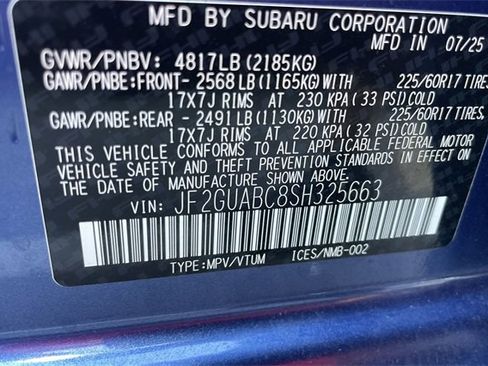 MFD BY SUBARU CORPORATION 07/25
GVWR/PNBV: 4817LB (2185KG)
GAWR/PNBE:FRONT- 2568 LB (1165KG) WITH 225/60R17 TIRES,
17X7J RIMS AT 230 KPA (33 PSI) COLD
GAWR/PNBE:REAR - 2491 LB (1130KG) WITH 225/60R17 TIRES,
17X7J RIMS AT 220 KPA (32 PSI) COLD
THIS VEHICLE CONFORMS TO ALL APPLICABLE FEDERAL MOTOR
VEHICLE SAFETY AND THEFT PREVENTION STANDARDS IN EFFECT ON
THE DATE OF MANUFACTURE SHOWN ABOVE.
VIN: JF2GUABC8SH325663
TYPE:MPV/VTUM ICES/NMB-002